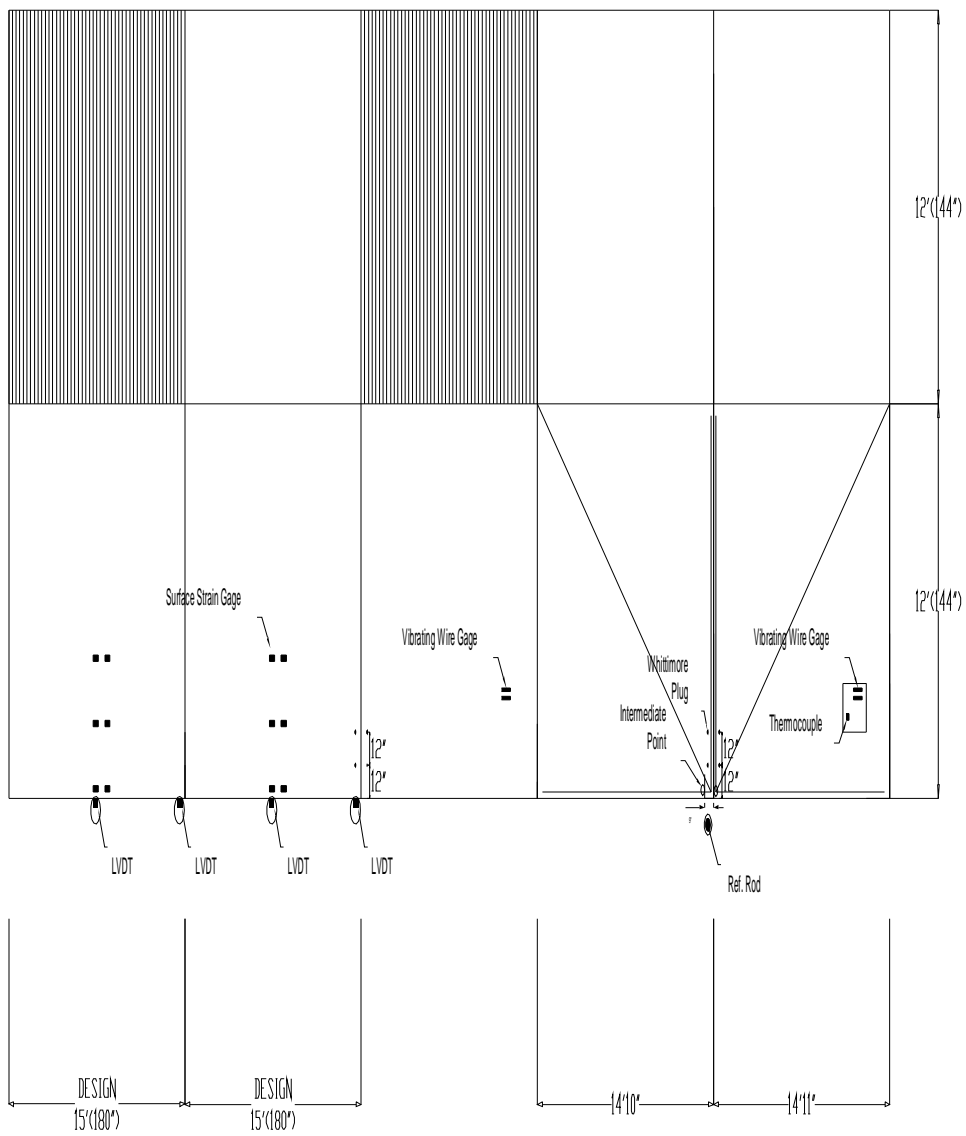 12'(144")
12'(144")
Surface Strain Gage
Vibrating Wire Gage
Whittimore
Plug
Vibrating Wire Gage
Intermediate
Point
Thermocouple
12"
12"
12"
12"
LVDT
LVDT
LVDT
LVDT
Ref. Rod
DESIGN
15'(180")
DESIGN
15'(180")
14'10"
14'11"